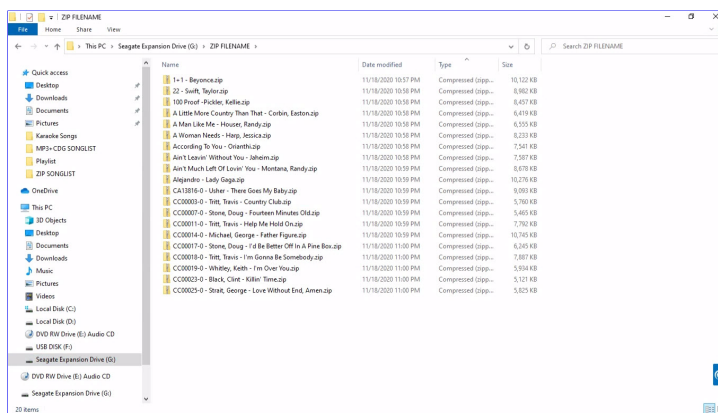 ZIP FILENAME
File Home Share View
This PC > Seagate Expansion Drive (G:) > ZIP FILENAME >
Search ZIP FILENAME
Quick access
Desktop
Downloads
Documents
Pictures
Karaoke Songs
MP3+CDG SONGLIST
Playlist
ZIP SONGLIST
OneDrive
This PC
3D Objects
Desktop
Documents
Downloads
Music
Pictures
Videos
Local Disk (C:)
Local Disk (D:)
DVD RW Drive (E:) Audio CD
USB DISK (F:)
Seagate Expansion Drive (G:)
DVD RW Drive (E:) Audio CD
Seagate Expansion Drive (G:)
Name Date modified Type Size
1+1 - Beyonce.zip 11/18/2020 10:57 PM Compressed (zipp... 10,122 KB
22 - Swift, Taylor.zip 11/18/2020 10:58 PM Compressed (zipp... 8,982 KB
100 Proof -Pickler, Kellie.zip 11/18/2020 10:58 PM Compressed (zipp... 8,457 KB
A Little More Country Than That - Corbin, Easton.zip 11/18/2020 10:58 PM Compressed (zipp... 6,419 KB
A Man Like Me - Houser, Randy.zip 11/18/2020 10:58 PM Compressed (zipp... 6,555 KB
A Woman Needs - Harp, Jessica.zip 11/18/2020 10:58 PM Compressed (zipp... 8,233 KB
According To You - Orianthi.zip 11/18/2020 10:58 PM Compressed (zipp... 7,541 KB
Ain't Leavin' Without You - Jaheim.zip 11/18/2020 10:58 PM Compressed (zipp... 7,587 KB
Ain't Much Left Of Lovin' You - Montana, Randy.zip 11/18/2020 10:59 PM Compressed (zipp... 8,678 KB
Alejandro - Lady Gaga.zip 11/18/2020 10:59 PM Compressed (zipp... 10,276 KB
CA13816-0 - Usher - There Goes My Baby.zip 11/18/2020 10:59 PM Compressed (zipp... 9,093 KB
CC00003-0 - Tritt, Travis - Country Club.zip 11/18/2020 10:59 PM Compressed (zipp... 5,760 KB
CC00007-0 - Stone, Doug - Fourteen Minutes Old.zip 11/18/2020 10:59 PM Compressed (zipp... 5,465 KB
CC00011-0 - Tritt, Travis - Help Me Hold On.zip 11/18/2020 10:59 PM Compressed (zipp... 7,792 KB
CC00014-0 - Michael, George - Father Figure.zip 11/18/2020 10:59 PM Compressed (zipp... 10,745 KB
CC00017-0 - Stone, Doug - I'd Be Better Off In A Pine Box.zip 11/18/2020 11:00 PM Compressed (zipp... 6,245 KB
CC00018-0 - Tritt, Travis - I'm Gonna Be Somebody.zip 11/18/2020 11:00 PM Compressed (zipp... 7,887 KB
CC00019-0 - Whitley, Keith - I'm Over You.zip 11/18/2020 11:00 PM Compressed (zipp... 5,934 KB
CC00023-0 - Black, Clint - Killin' Time.zip 11/18/2020 11:00 PM Compressed (zipp... 5,121 KB
CC00025-0 - Strait, George - Love Without End, Amen.zip 11/18/2020 11:00 PM Compressed (zipp... 5,825 KB
20 items